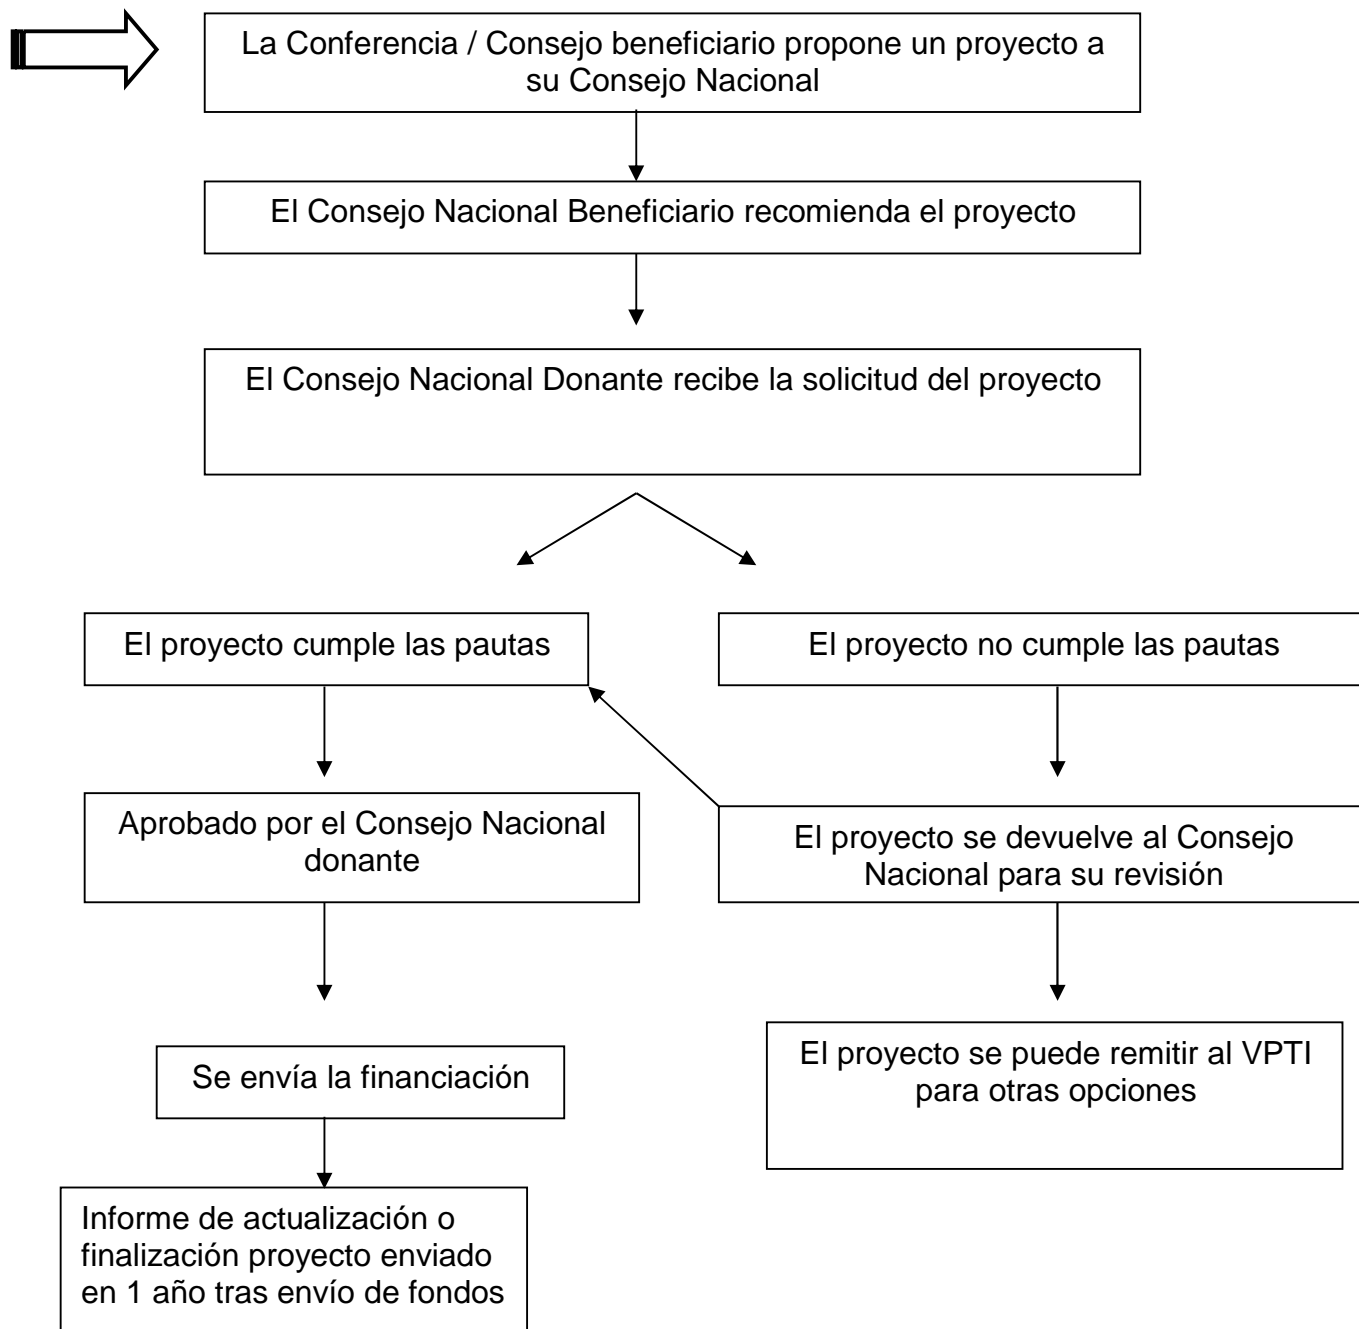 La Conferencia / Consejo beneficiario propone un proyecto a
su Consejo Nacional
El Consejo Nacional Beneficiario recomienda el proyecto
El Consejo Nacional Donante recibe la solicitud del proyecto
El proyecto cumple las pautas
El proyecto no cumple las pautas
Aprobado por el Consejo Nacional
donante
El proyecto se devuelve al Consejo
Nacional para su revisión
Se envía la financiación
El proyecto se puede remitir al VPTI
para otras opciones
Informe de actualización o
finalización proyecto enviado
en 1 año tras envío de fondos